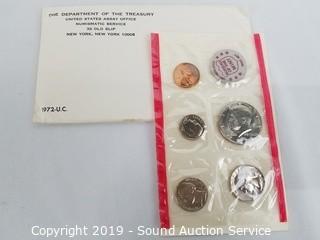 THE DEPARTMENT OF THE TREASURY
UNITED STATES ASSAY OFFICE
NUMISMATIC SERVICE
32 OLD SLIP
NEW YORK, NEW YORK 10005
1972-U.C.
Copyright 2019 - Sound Auction Service